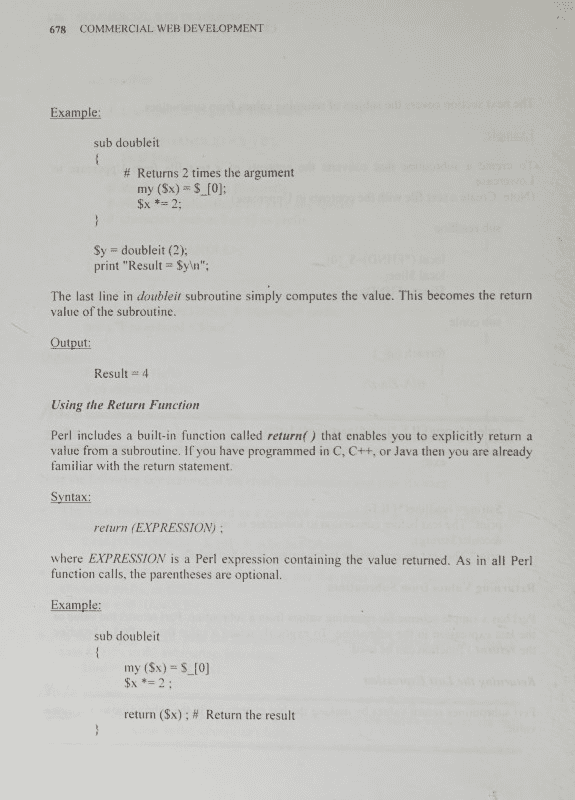 678 COMMERCIAL WEB DEVELOPMENT
Example:
sub doubleit
{
# Returns 2 times the argument
my ($x) = $_[0];
$x *= 2;
}
$y = doubleit (2);
print "Result = $y\n";
The last line in doubleit subroutine simply computes the value. This becomes the return
value of the subroutine.
Output:
Result = 4
Using the Return Function
Perl includes a built-in function called return( ) that enables you to explicitly return a
value from a subroutine. If you have programmed in C, C++, or Java then you are already
familiar with the return statement.
Syntax:
return (EXPRESSION) ;
where EXPRESSION is a Perl expression containing the value returned. As in all Perl
function calls, the parentheses are optional.
Example:
sub doubleit
{
my ($x) = $_[0]
$x *= 2 ;
return ($x) ; # Return the result
}